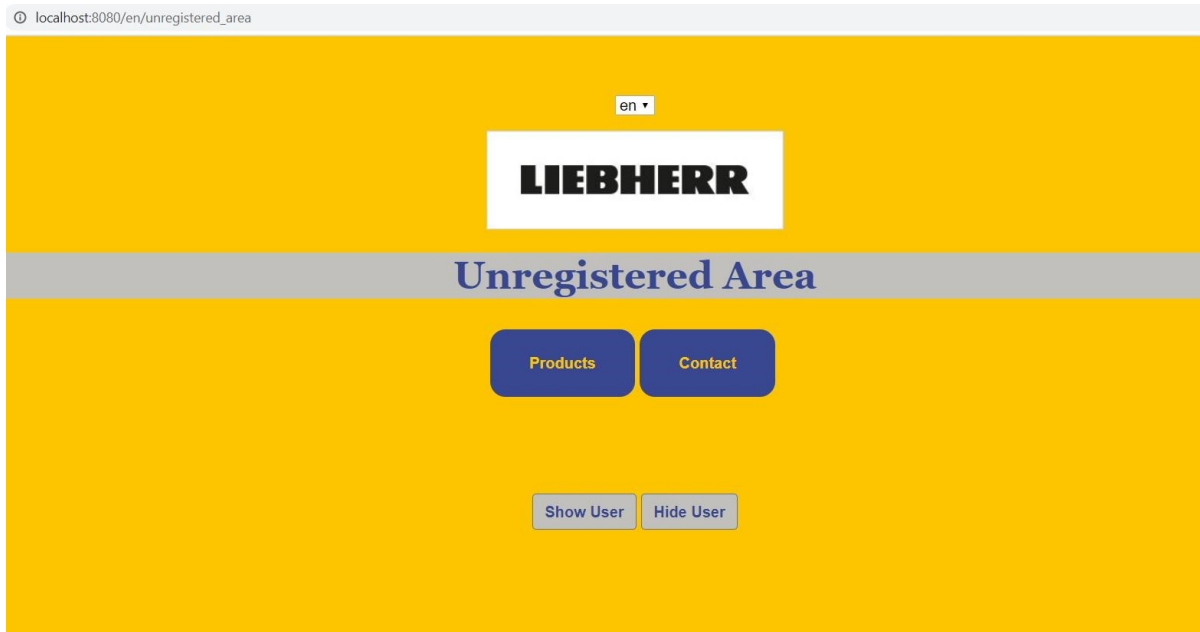 localhost:8080/en/unregistered_area
en
LIEBHERR
Unregistered Area
Products Contact
Show User Hide User